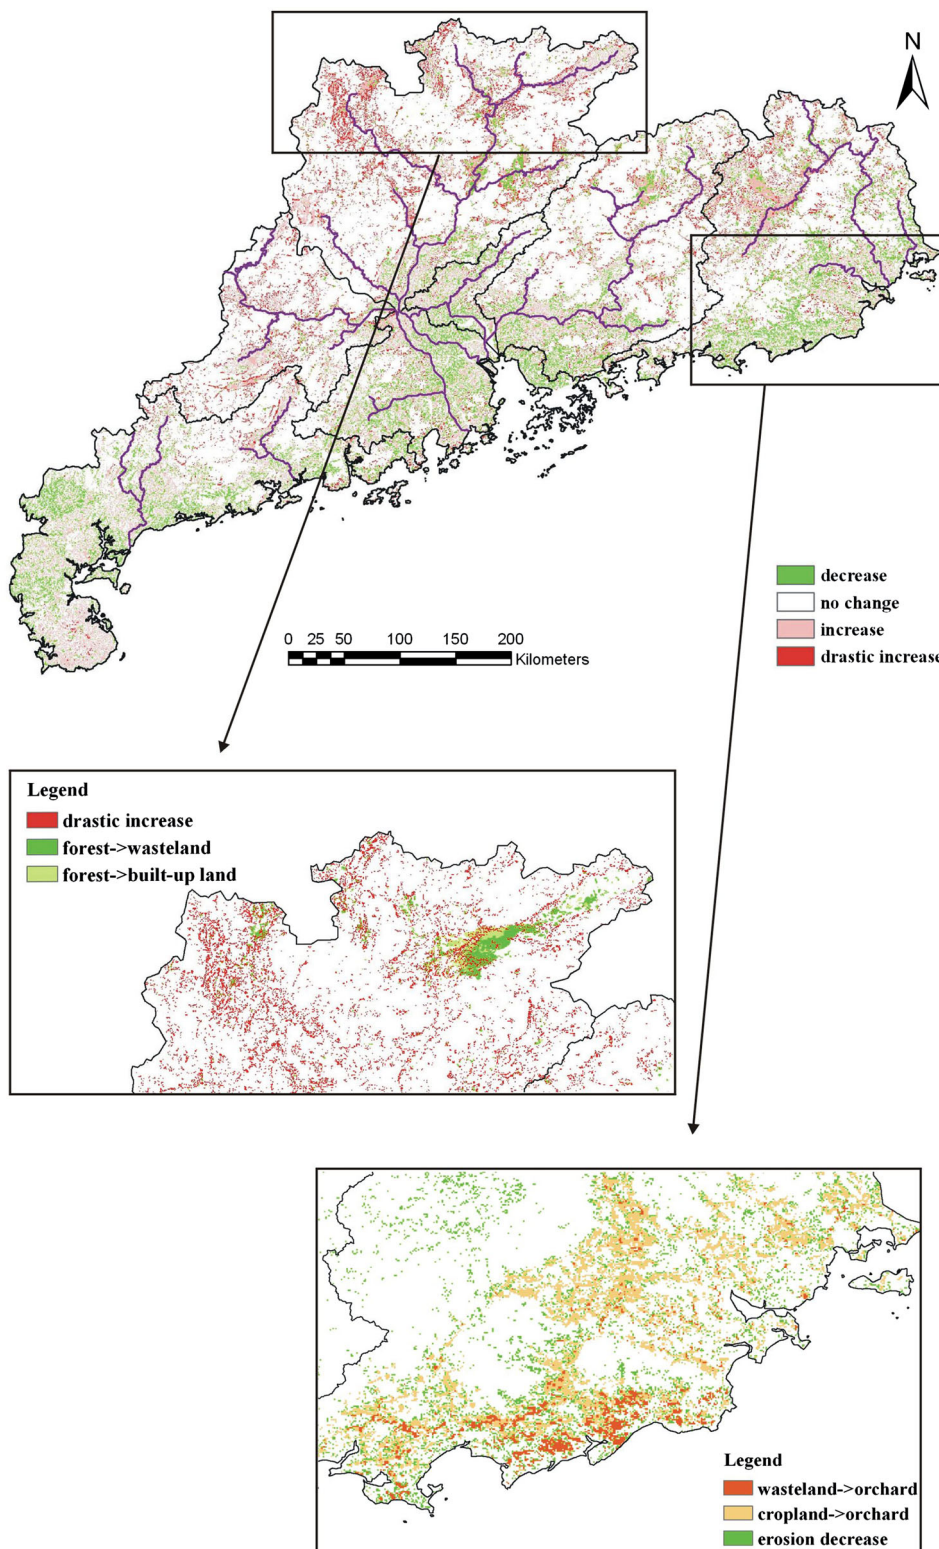 N
decrease
no change
increase
drastic increase
0 25 50 100 150 200
Kilometers
Legend
drastic increase
forest->wasteland
forest->built-up land
Legend
wasteland->orchard
cropland->orchard
erosion decrease